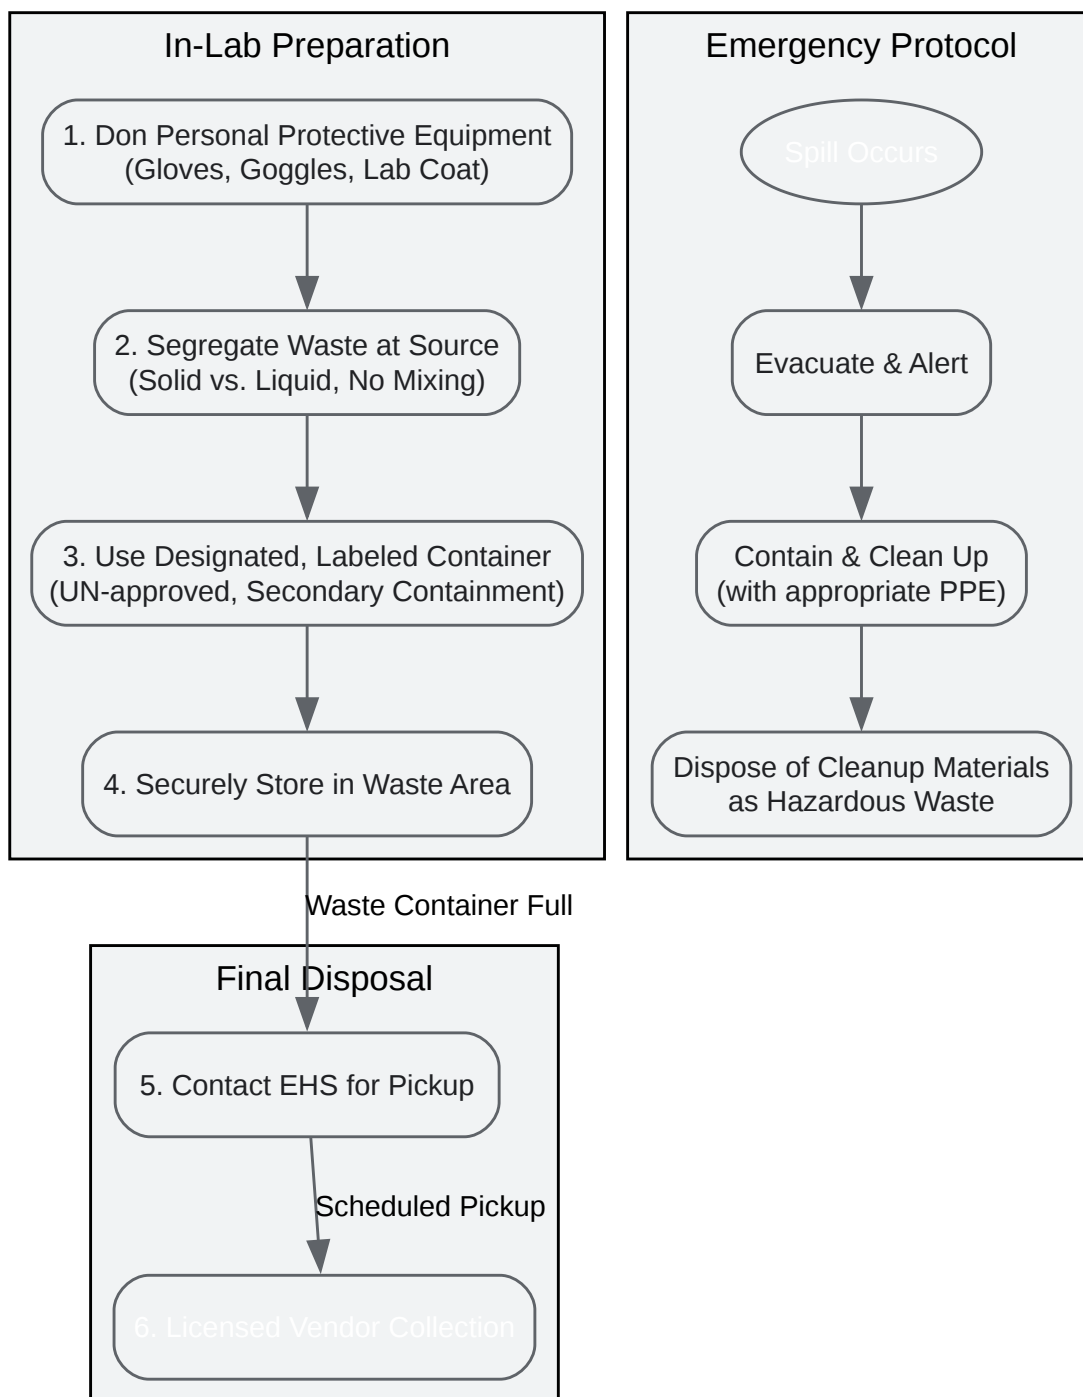 In-Lab Preparation
1. Don Personal Protective Equipment
(Gloves, Goggles, Lab Coat)
2. Segregate Waste at Source
(Solid vs. Liquid, No Mixing)
3. Use Designated, Labeled Container
(UN-approved, Secondary Containment)
4. Securely Store in Waste Area
Waste Container Full
Final Disposal
5. Contact EHS for Pickup
Scheduled Pickup
6. Licensed Vendor Collection
Emergency Protocol
Spill Occurs
Evacuate & Alert
Contain & Clean Up
(with appropriate PPE)
Dispose of Cleanup Materials
as Hazardous Waste